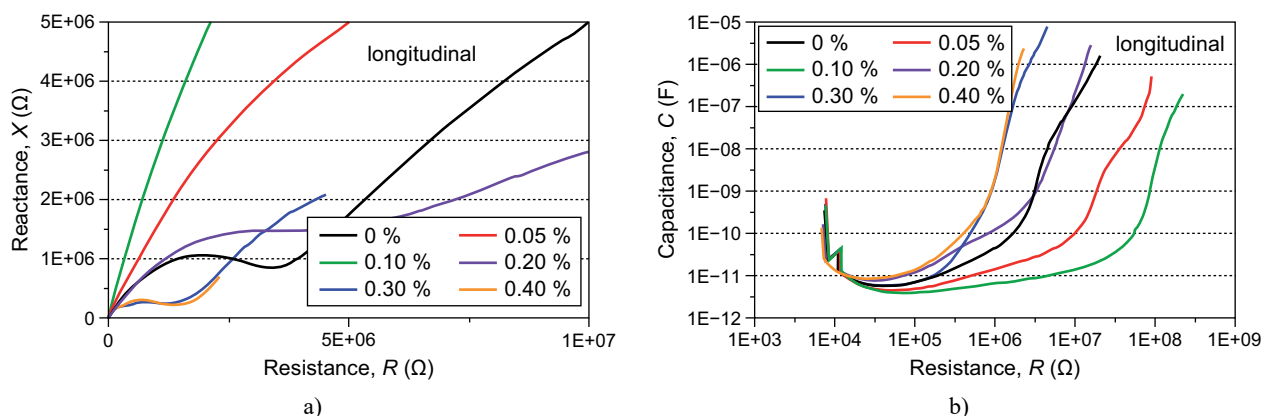 5E+06
4E+06
3E+06
2E+06
1E+06
0
Reactance, X (Ω)
longitudinal
0 % 0.05 %
0.10 % 0.20 %
0.30 % 0.40 %
0 5E+06 1E+07
Resistance, R (Ω)
a)
1E-05
1E-06
1E-07
1E-08
1E-09
1E-10
1E-11
1E-12
Capacitance, C (F)
0 % 0.05 %
0.10 % 0.20 %
0.30 % 0.40 %
longitudinal
1E+03 1E+04 1E+05 1E+06 1E+07 1E+08 1E+09
Resistance, R (Ω)
b)